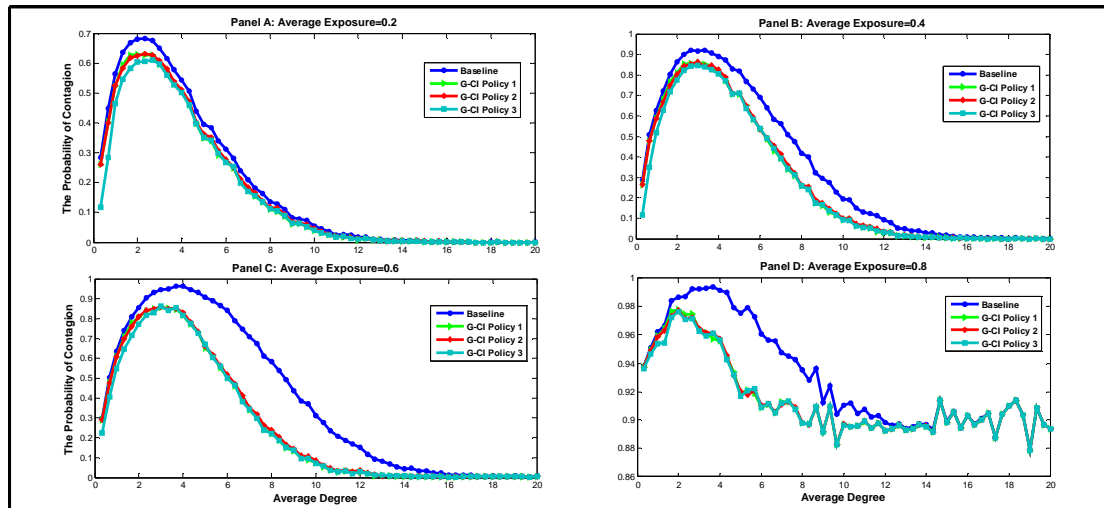 Panel A: Average Exposure=0.2
0.7
0.6
0.5
0.4
0.3
0.2
0.1
0
The Probability of Contagion
Baseline
G-CI Policy 1
G-CI Policy 2
G-CI Policy 3
0 2 4 6 8 10 12 14 16 18 20
Panel B: Average Exposure=0.4
1
0.9
0.8
0.7
0.6
0.5
0.4
0.3
0.2
0.1
0
Baseline
G-CI Policy 1
G-CI Policy 2
G-CI Policy 3
0 2 4 6 8 10 12 14 16 18 20
Panel C: Average Exposure=0.6
1
0.9
0.8
0.7
0.6
0.5
0.4
0.3
0.2
0.1
0
The Probability of Contagion
Baseline
G-CI Policy 1
G-CI Policy 2
G-CI Policy 3
0 2 4 6 8 10 12 14 16 18 20
Average Degree
Panel D: Average Exposure=0.8
1
0.98
0.96
0.94
0.92
0.9
0.88
0.86
Baseline
G-CI Policy 1
G-CI Policy 2
G-CI Policy 3
0 2 4 6 8 10 12 14 16 18 20
Average Degree